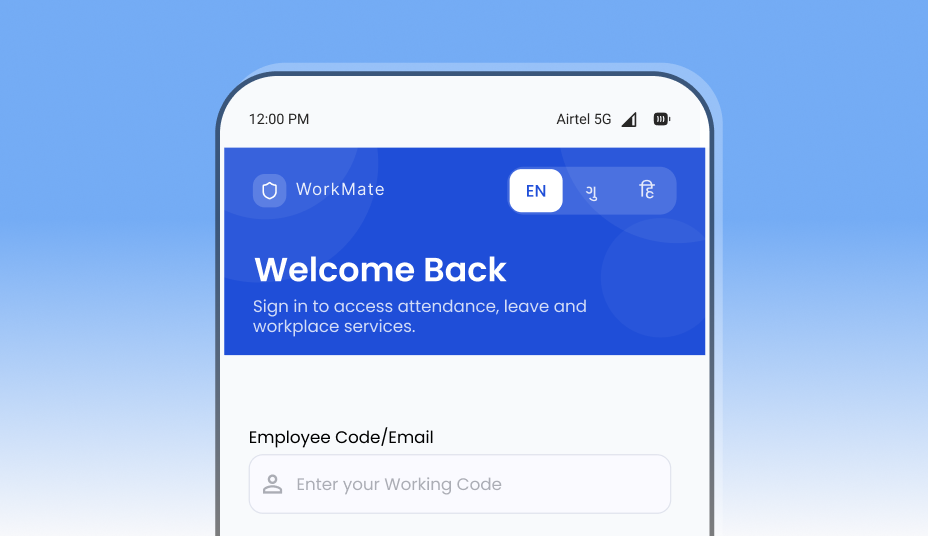 12:00 PM
Airtel 5G
WorkMate
EN
ગુ
हि
Welcome Back
Sign in to access attendance, leave and
workplace services.
Employee Code/Email
Enter your Working Code